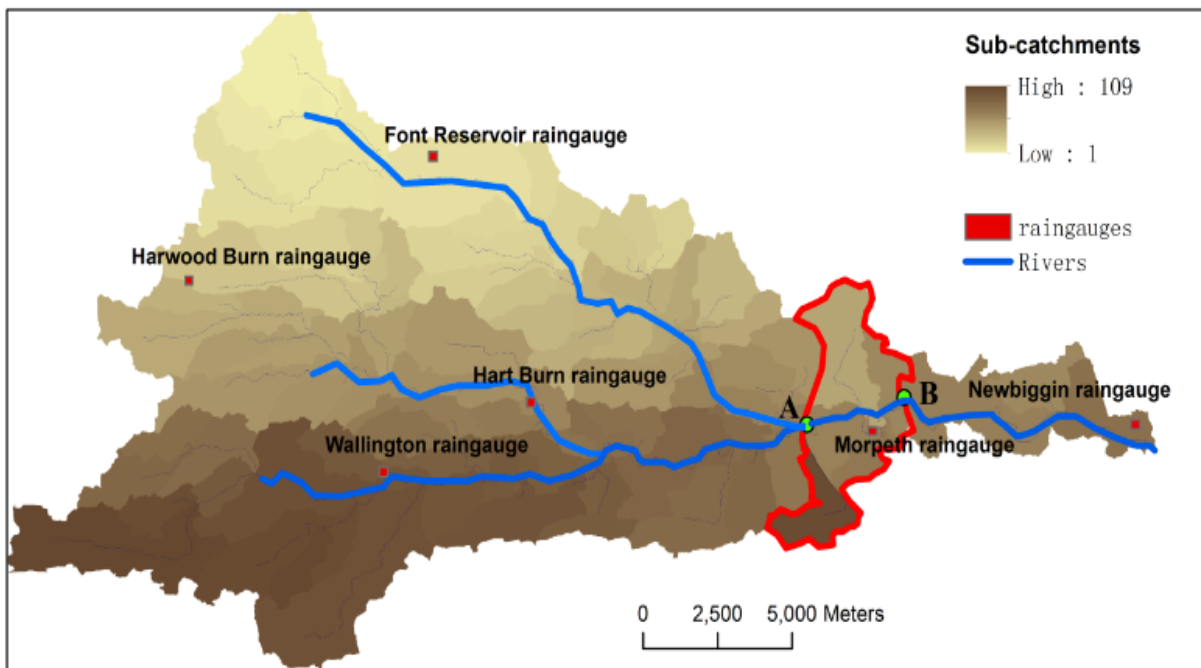 Sub-catchments
High : 109
Low : 1
raingauges
Rivers
Font Reservoir raingauge
Harwood Burn raingauge
Hart Burn raingauge
Wallington raingauge
A
B
Newbiggin raingauge
Morpeth raingauge
0 2,500 5,000 Meters